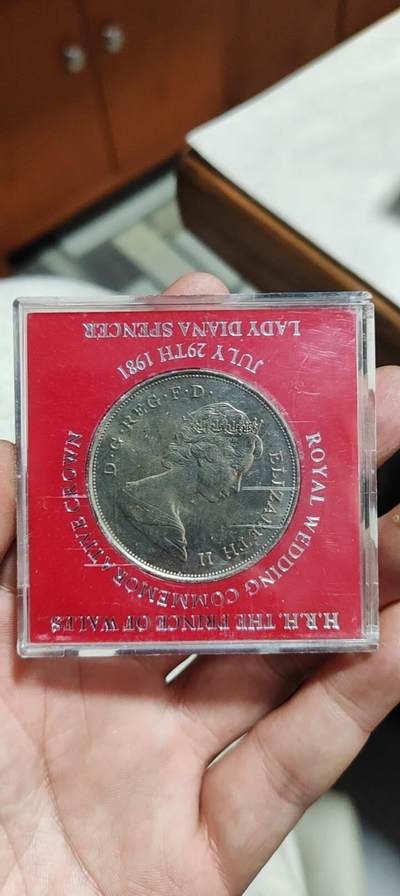 H.R.H. THE PRINCE OF WALES
ROYAL WEDDING COMMEMORATIVE CROWN
ELIZABETH II D·G·REG·F·D·
JULY 29TH 1981
LADY DIANA SPENCER